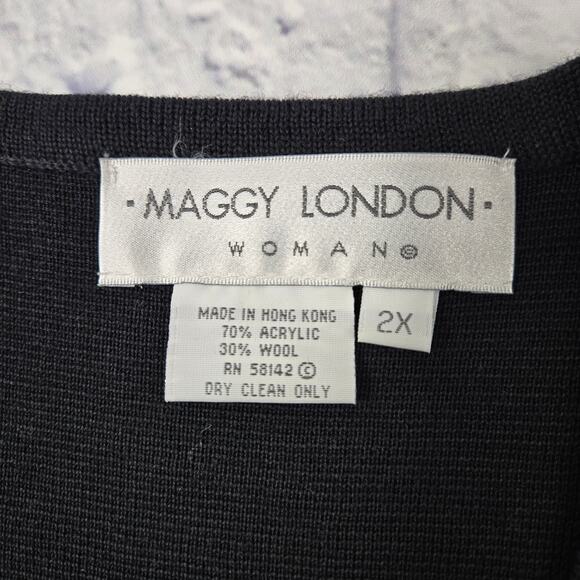 · MAGGY LONDON ·
WOMAN ©
MADE IN HONG KONG
70% ACRYLIC
30% WOOL
RN 58142 ©
DRY CLEAN ONLY
2X